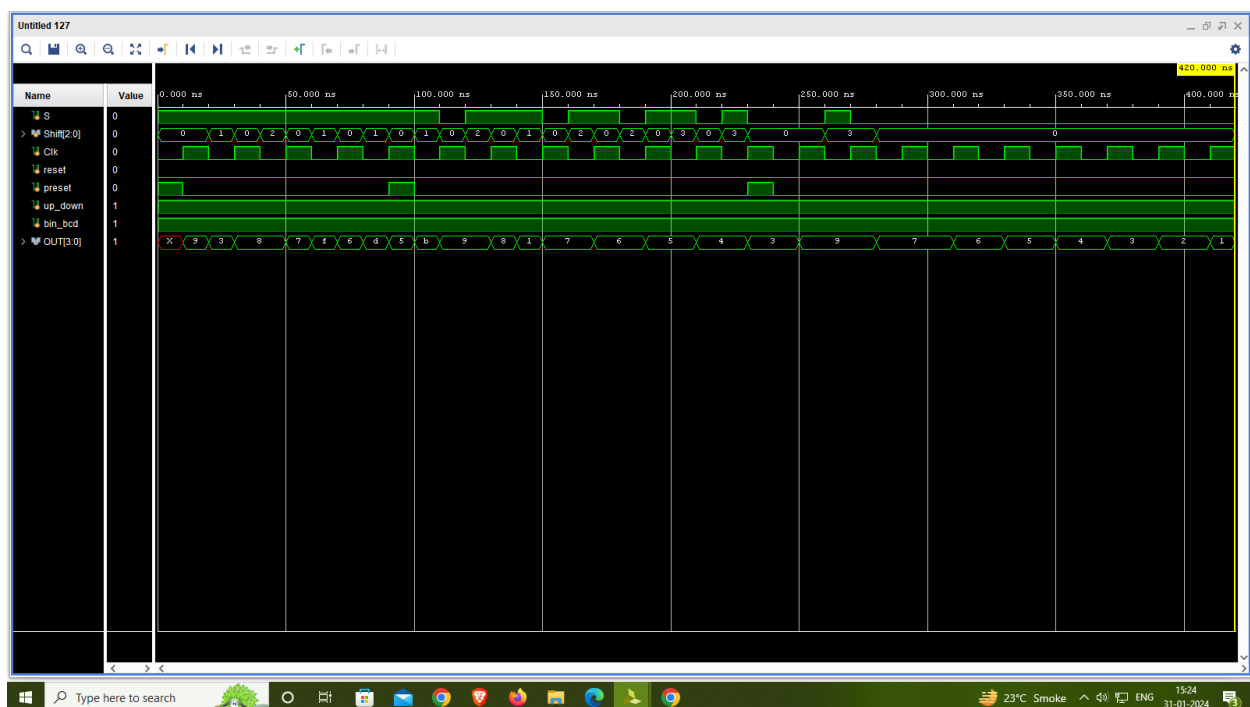 Untitled 127
420.000 ns
Name Value 0.000 ns 50.000 ns 100.000 ns 150.000 ns 200.000 ns 250.000 ns 300.000 ns 350.000 ns 400.000 n
S 0
Shift[2:0] 0 0 1 0 2 0 1 0 1 0 1 0 2 0 1 0 2 0 2 0 3 0 3 0 3 0
Clk 0
reset 0
preset 0
up_down 1
bin_bcd 1
OUT[3:0] 1 X 9 3 8 7 f 6 d 5 b 9 8 1 7 6 5 4 3 9 7 6 5 4 3 2 1
Type here to search
23°C Smoke
ENG
15:24
31-01-2024
3